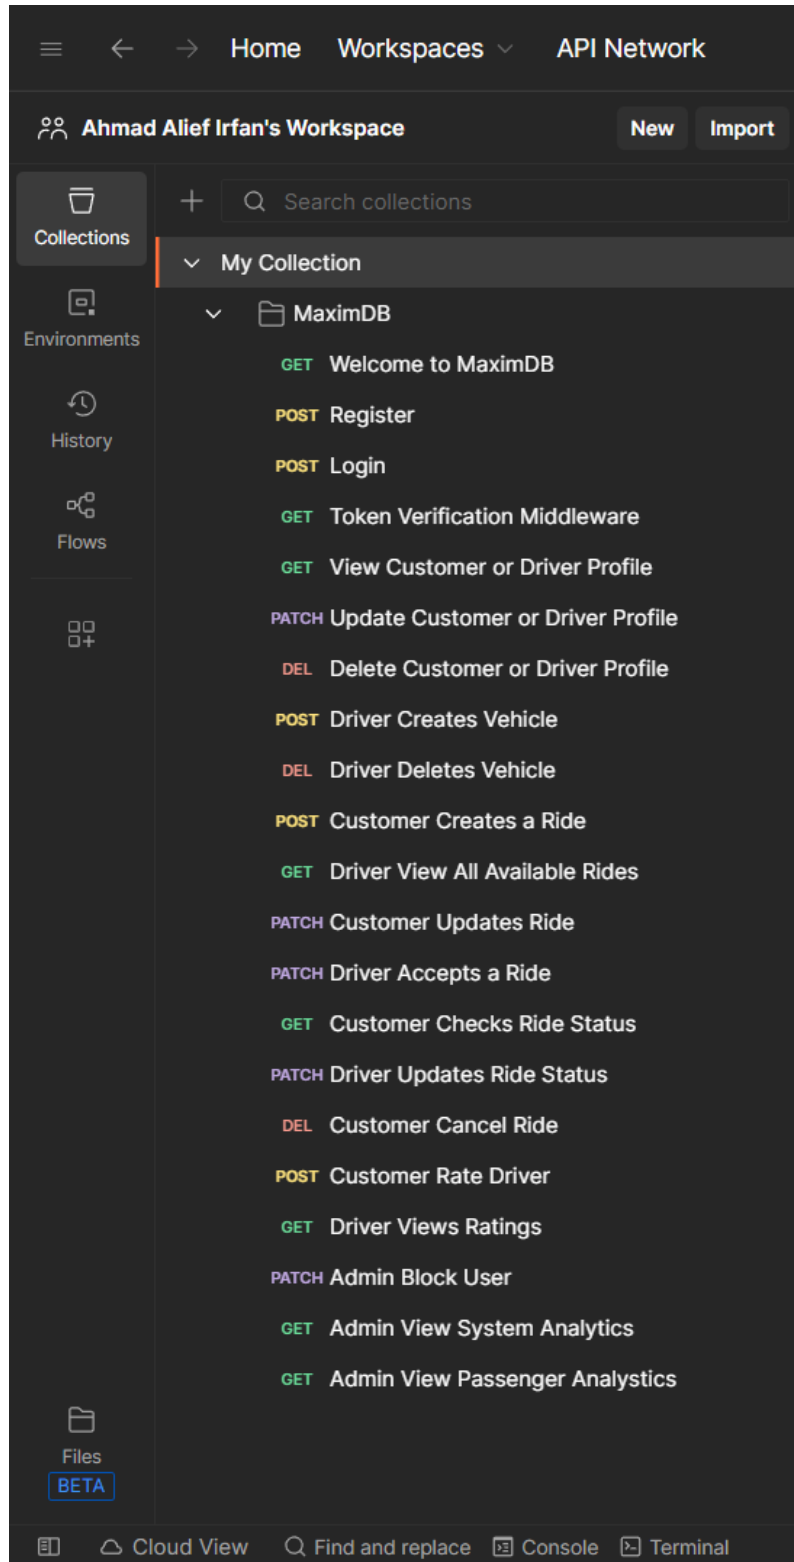 Home Workspaces API Network
Ahmad Alief Irfan's Workspace New Import
Collections
Environments
History
Flows
Search collections
My Collection
MaximDB
GET Welcome to MaximDB
POST Register
POST Login
GET Token Verification Middleware
GET View Customer or Driver Profile
PATCH Update Customer or Driver Profile
DEL Delete Customer or Driver Profile
POST Driver Creates Vehicle
DEL Driver Deletes Vehicle
POST Customer Creates a Ride
GET Driver View All Available Rides
PATCH Customer Updates Ride
PATCH Driver Accepts a Ride
GET Customer Checks Ride Status
PATCH Driver Updates Ride Status
DEL Customer Cancel Ride
POST Customer Rate Driver
GET Driver Views Ratings
PATCH Admin Block User
GET Admin View System Analytics
GET Admin View Passenger Analystics
Files
BETA
Cloud View Find and replace Console Terminal